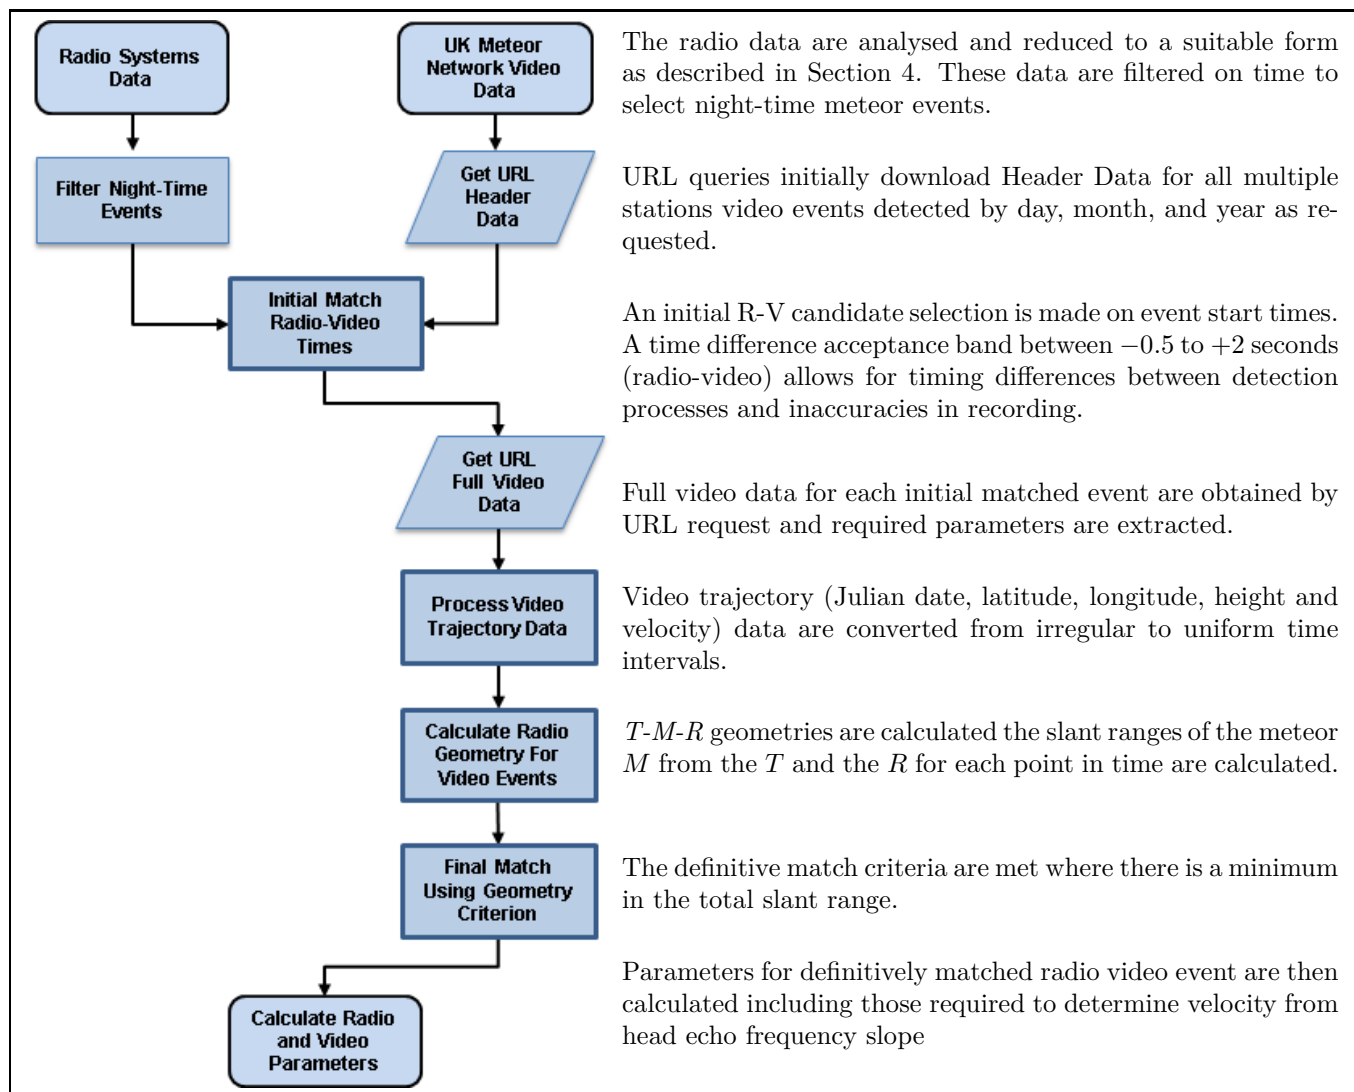 Radio Systems
Data
UK Meteor
Network Video
Data
The radio data are analysed and reduced to a suitable form
as described in Section 4. These data are filtered on time to
select night-time meteor events.
Filter Night-Time
Events
Get URL
Header
Data
URL queries initially download Header Data for all multiple
stations video events detected by day, month, and year as re-
quested.
Initial Match
Radio-Video
Times
An initial R-V candidate selection is made on event start times.
A time difference acceptance band between −0.5 to +2 seconds
(radio-video) allows for timing differences between detection
processes and inaccuracies in recording.
Get URL
Full Video
Data
Full video data for each initial matched event are obtained by
URL request and required parameters are extracted.
Process Video
Trajectory Data
Video trajectory (Julian date, latitude, longitude, height and
velocity) data are converted from irregular to uniform time
intervals.
Calculate Radio
Geometry For
Video Events
T-M-R geometries are calculated the slant ranges of the meteor
M from the T and the R for each point in time are calculated.
Final Match
Using Geometry
Criterion
The definitive match criteria are met where there is a minimum
in the total slant range.
Calculate Radio
and Video
Parameters
Parameters for definitively matched radio video event are then
calculated including those required to determine velocity from
head echo frequency slope